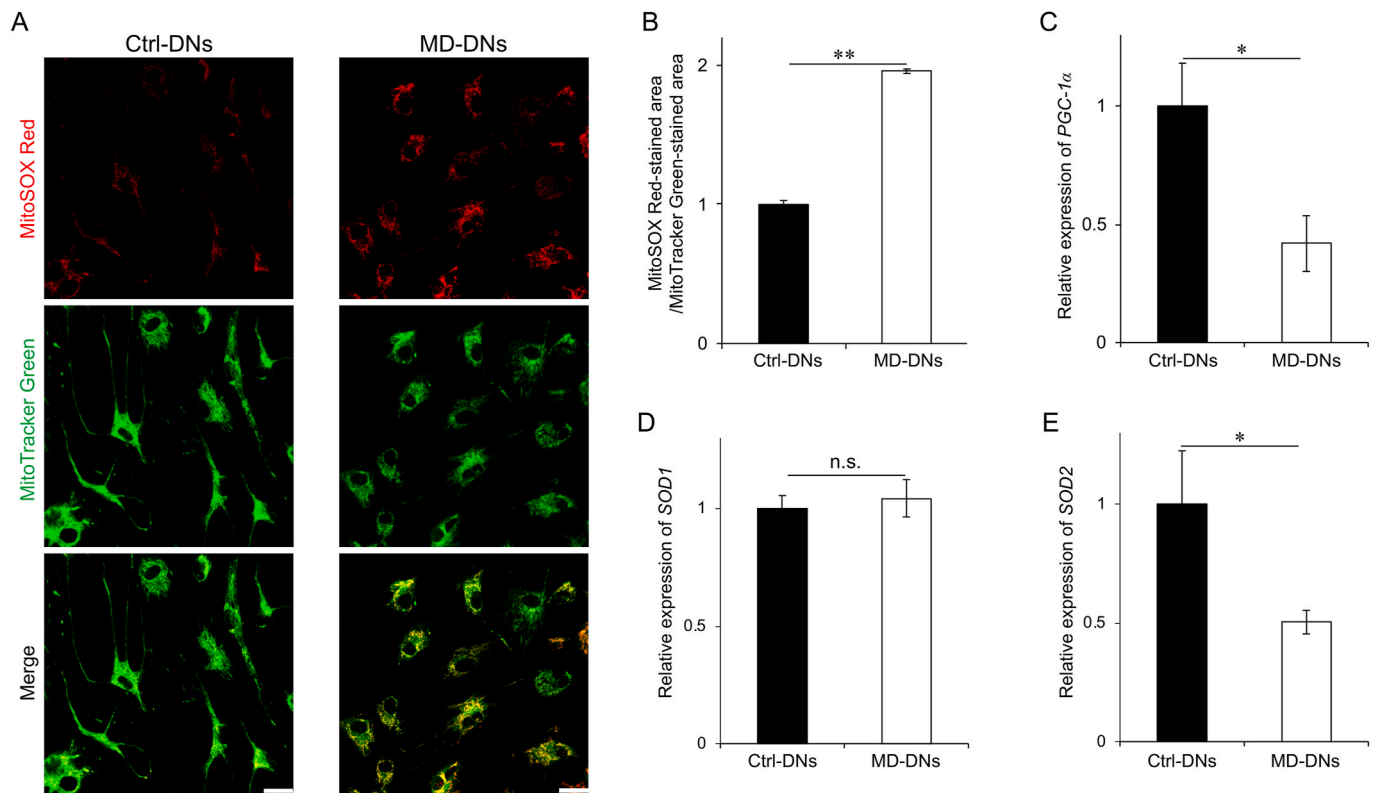 A
Ctrl-DNs
MD-DNs
MitoSOX Red
MitoTracker Green
Merge
B
MitoSOX Red-stained area
/MitoTracker Green-stained area
2
1
0
**
Ctrl-DNs
MD-DNs
C
Relative expression of PGC-1α
1
0.5
0
*
Ctrl-DNs
MD-DNs
D
Relative expression of SOD1
1
0.5
0
n.s.
Ctrl-DNs
MD-DNs
E
Relative expression of SOD2
1
0.5
0
*
Ctrl-DNs
MD-DNs